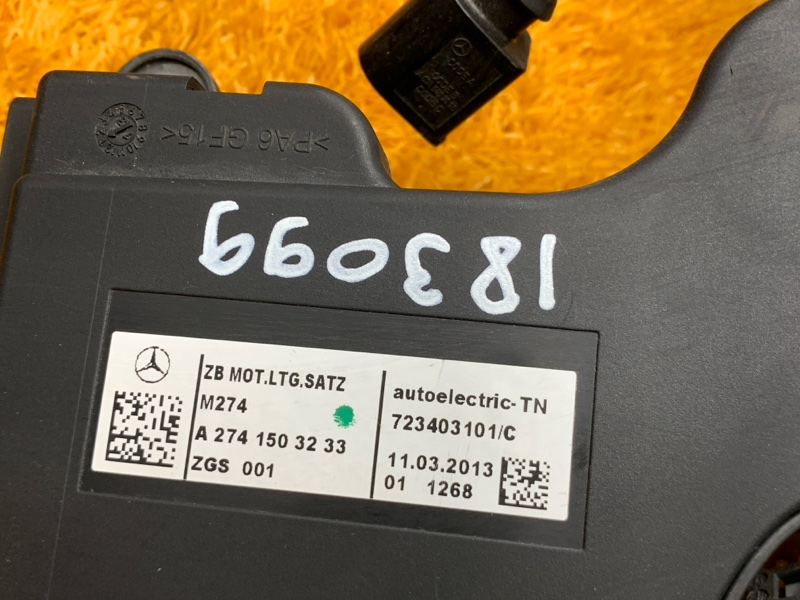 >PA6 GF15<
183066
ZB MOT.LTG.SATZ
M274
A 274 150 32 33
ZGS 001
autoelectric-TN
723403101/C
11.03.2013
01 1268